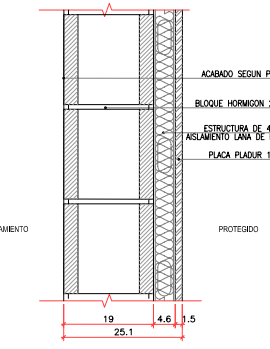 ACABADO SEGUN
BLOQUE HORMIGON
ESTRUCTURA DE 4
AISLAMIENTO LANA DE
PLACA PLADUR 1
PROTEGIDO
19
4.6
1.5
25.1